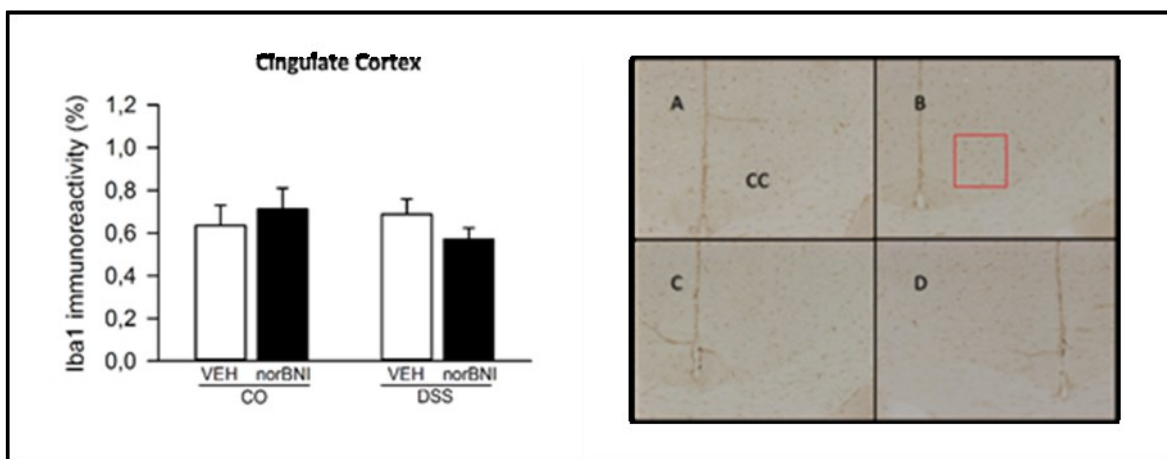 Cingulate Cortex
Iba1 immunoreactivity (%)
1,2
1,0
0,8
0,6
0,4
0,2
0,0
VEH norBNI VEH norBNI
CO DSS
A B
CC
C D